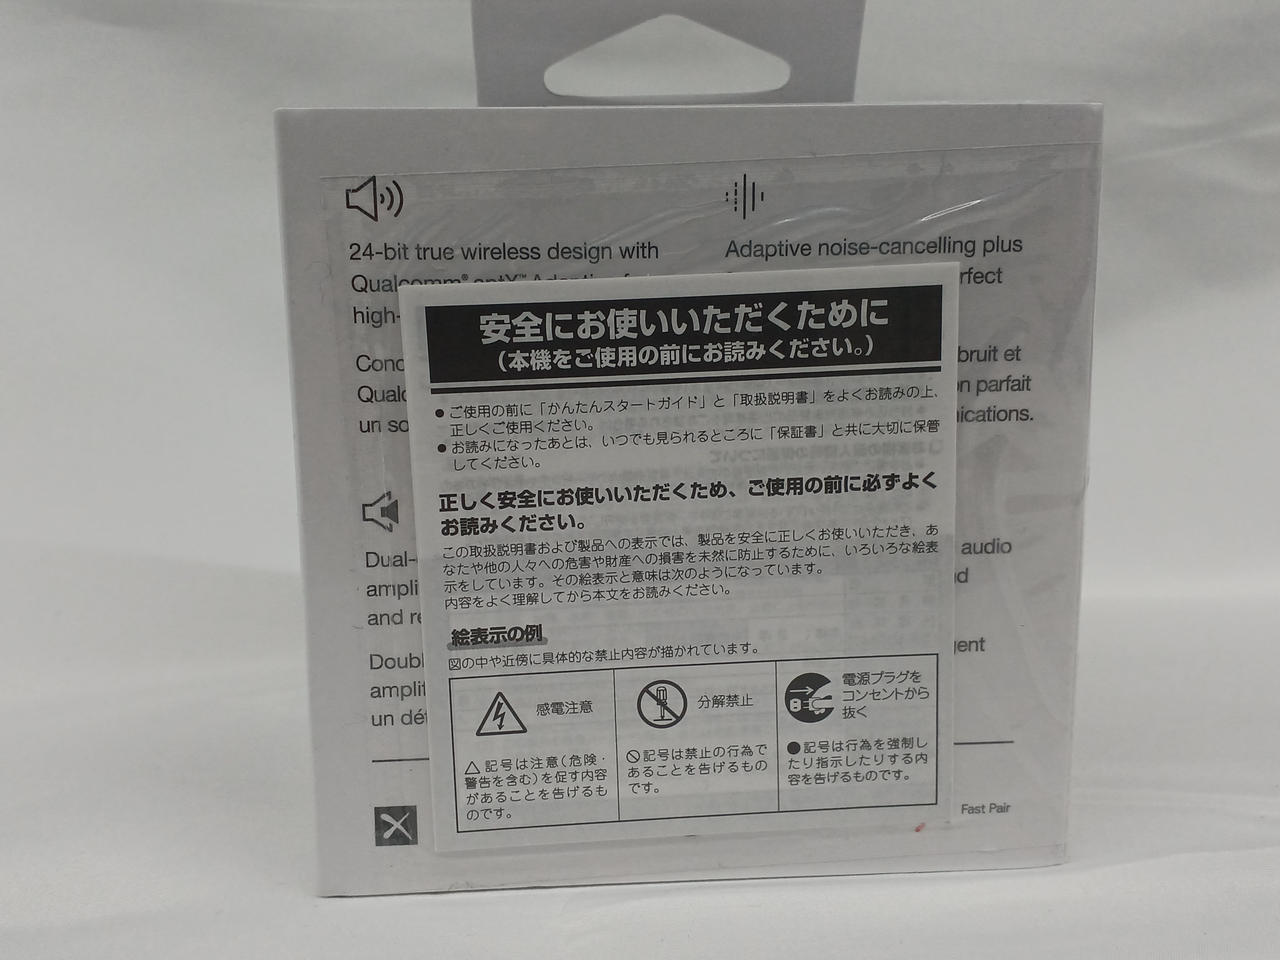 24-bit true wireless design with
Adaptive noise-cancelling plus
Qualcomm® aptX™ Adaptive
rfect
high-
安全にお使いいただくために
（本機をご使用の前にお読みください。）
bruit et
n parfait
un so
ications.
● ご使用の前に「かんたんスタートガイド」と「取扱説明書」をよくお読みの上、
正しくご使用ください。
● お読みになったあとは、いつでも見られるところに「保証書」と共に大切に保管
してください。
正しく安全にお使いいただくため、ご使用の前に必ずよく
お読みください。
この取扱説明書および製品への表示では、製品を安全に正しくお使いいただき、あ
なたや他の人々への危害や財産への損害を未然に防止するために、いろいろな絵表
示をしています。その絵表示と意味は次のようになっています。
内容をよく理解してから本文をお読みください。
Dual-
audio
ampli
and re
Doubl
gent
amplif
un dét
絵表示の例
図の中や近傍に具体的な禁止内容が描かれています。
感電注意
△記号は注意（危険・
警告を含む）を促す内容
があることを告げるも
のです。
分解禁止
記号は禁止の行為で
あることを告げるもの
です。
電源プラグを
コンセントから
抜く
●記号は行為を強制し
たり指示したりする内
容を告げるものです。
Fast Pair